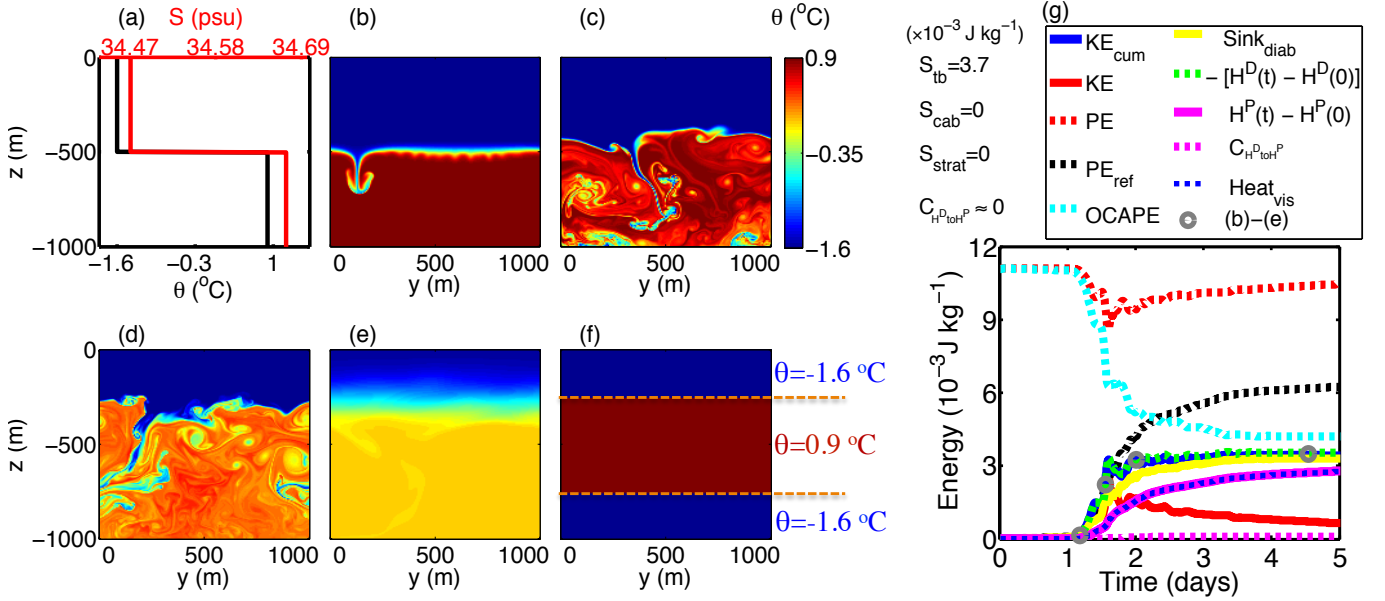 (a) S (psu)
34.47 34.58 34.69
0
−500
−1000
z (m)
−1.6 −0.3 1
θ (°C)
(b)
0 500 1000
y (m)
(c)
θ (°C)
0.9
−0.35
−1.6
0 500 1000
y (m)
(d)
0
−500
−1000
z (m)
0 500 1000
y (m)
(e)
0 500 1000
y (m)
(f)
θ=-1.6 °C
θ=0.9 °C
θ=-1.6 °C
0 500 1000
y (m)
(×10⁻³ J kg⁻¹)
S_tb=3.7
S_cab=0
S_strat=0
C_H^D to H^P ≈ 0
(g)
KE_cum
KE
PE
PE_ref
OCAPE
Sink_diab
− [H^D(t) − H^D(0)]
H^P(t) − H^P(0)
C_H^D to H^P
Heat_vis
(b)−(e)
12
9
6
3
0
Energy (10⁻³J kg⁻¹)
0 1 2 3 4 5
Time (days)